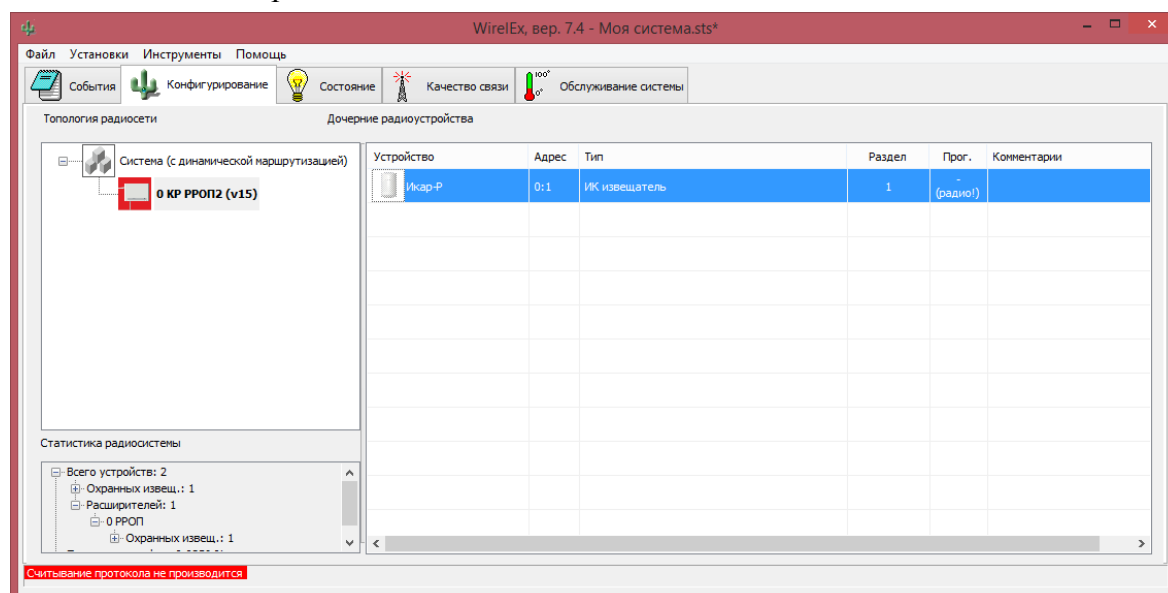 WirelEx, вер. 7.4 - Моя система.sts*
Файл Установки Инструменты Помощь
События Конфигурирование Состояние Качество связи 100° 0° Обслуживание системы
Топология радиосети Дочерние радиоустройства
Система (с динамической маршрутизацией)
0 КР РРОП2 (v15)
Устройство Адрес Тип Раздел Прог. Комментарии
Икар-Р 0:1 ИК извещатель 1 - (радио!)
Статистика радиосистемы
Всего устройств: 2
Охранных извещ.: 1
Расширителей: 1
0 РРОП
Охранных извещ.: 1
Считывание протокола не производится